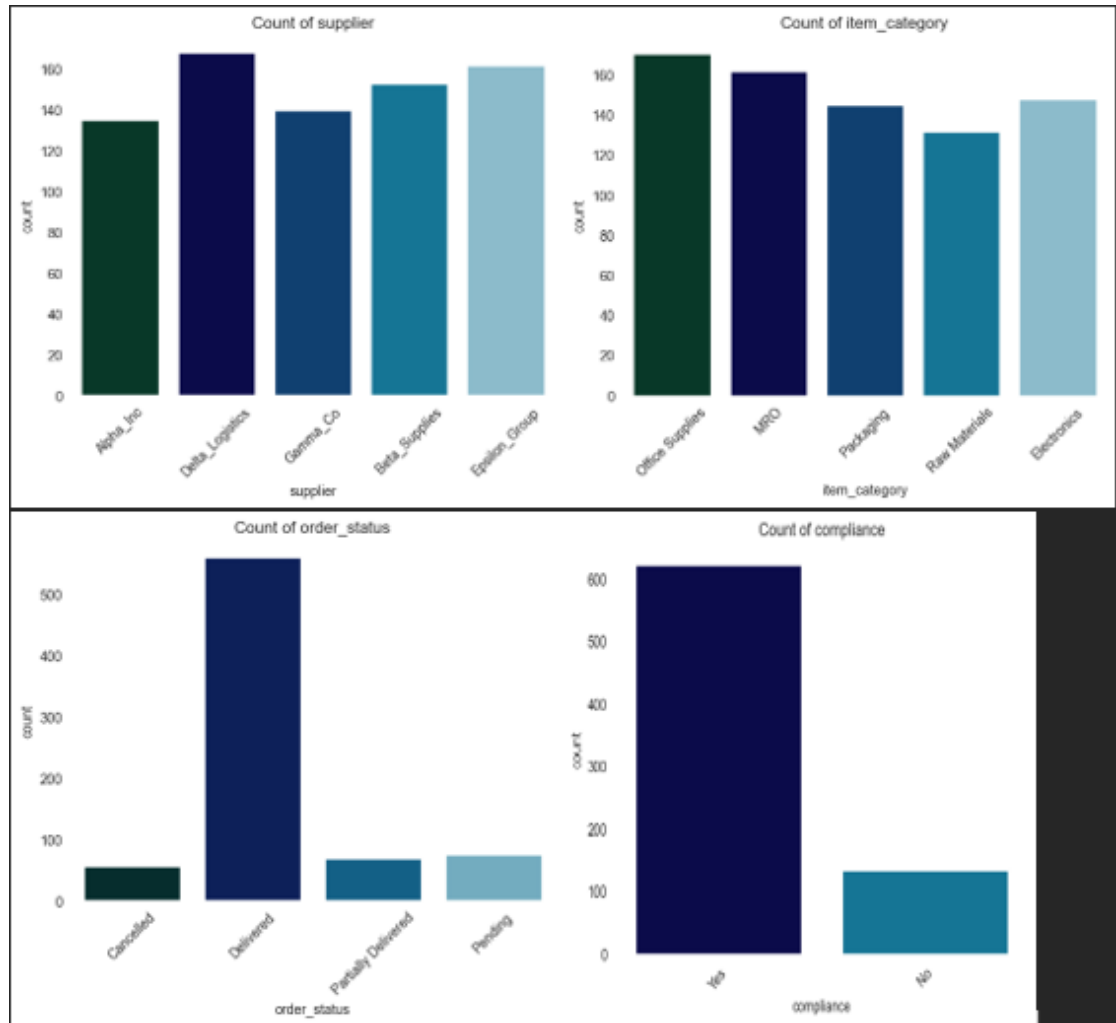 Count of supplier
160
140
120
100
80
60
40
20
0
count
Alpha_Inc
Delta_Logistics
Gamma_Co
Beta_Supplies
Epsilon_Group
supplier
Count of item_category
160
140
120
100
80
60
40
20
0
count
Office Supplies
MRO
Packaging
Raw Materials
Electronics
item_category
Count of order_status
500
400
300
200
100
0
count
Cancelled
Delivered
Partially Delivered
Pending
order_status
Count of compliance
600
500
400
300
200
100
0
count
Yes
No
compliance